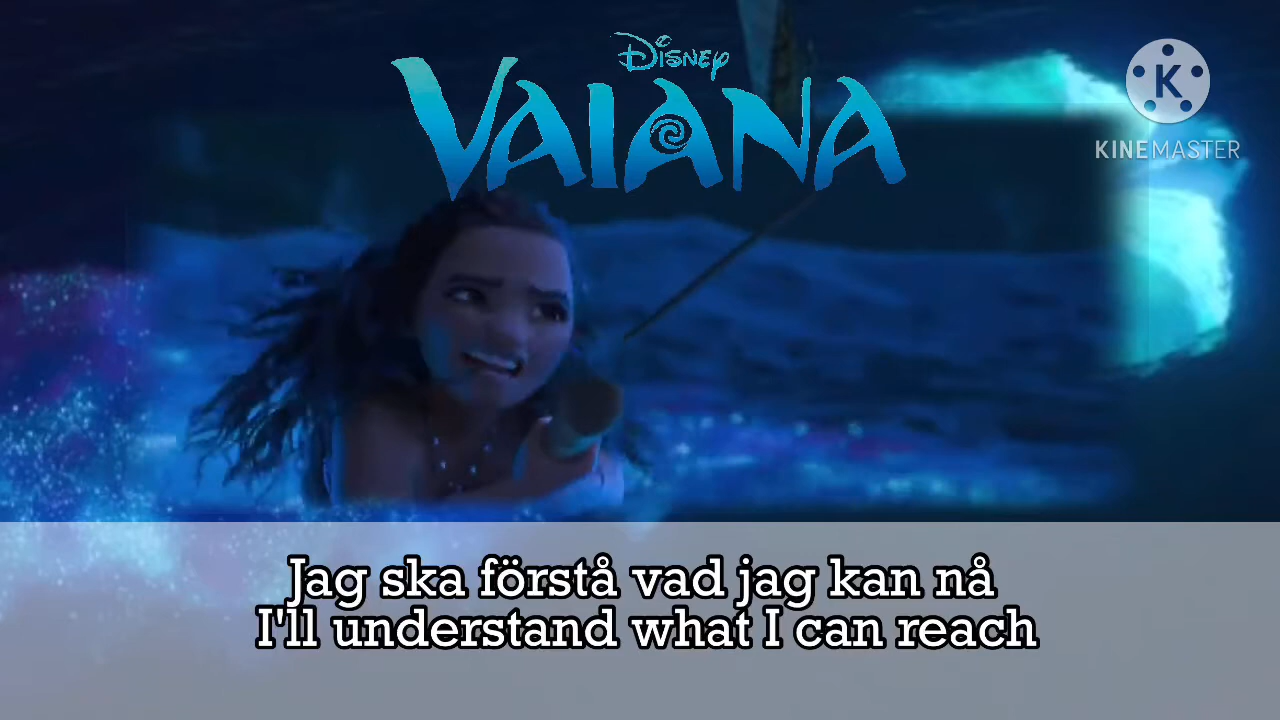 Disney
VAIANA
K
KINEMASTER
Jag ska förstå vad jag kan nå
I'll understand what I can reach